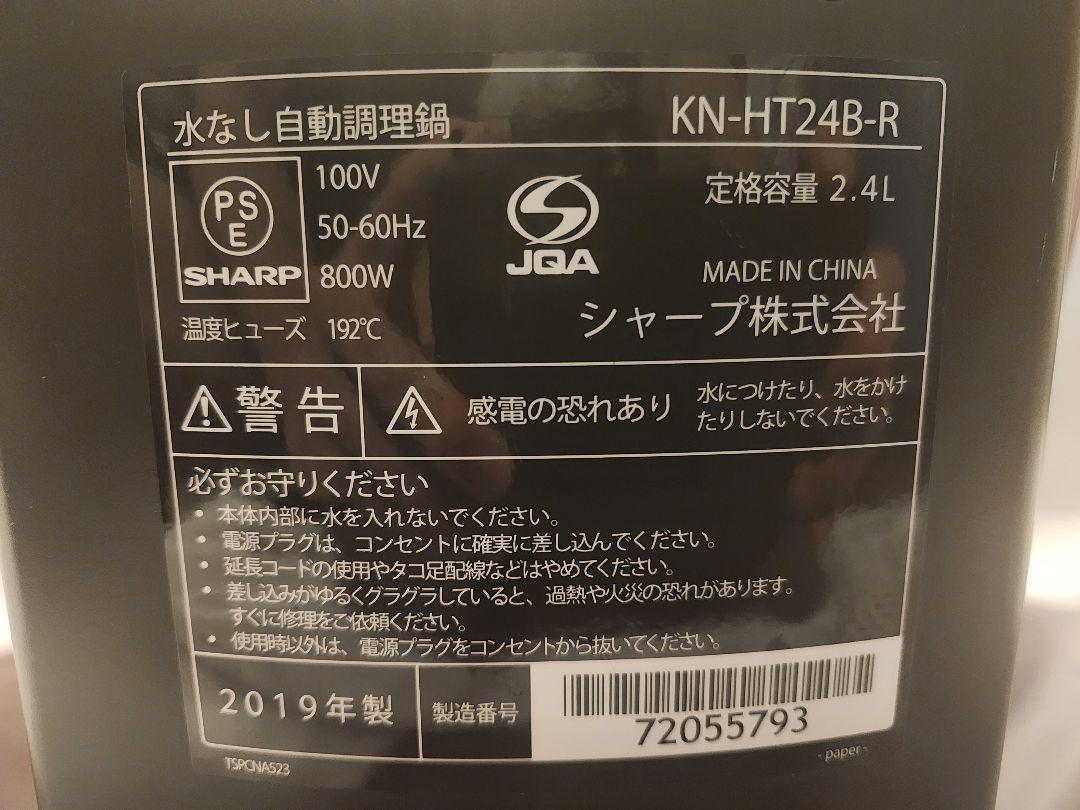 水なし自動調理鍋 KN-HT24B-R
PSE
SHARP
100V
50-60Hz
800W
JQA
定格容量 2.4L
MADE IN CHINA
シャープ株式会社
温度ヒューズ 192℃
警告
感電の恐れあり
水につけたり、水をかけ
たりしないでください。
必ずお守りください
・本体内部に水を入れないでください。
・電源プラグは、コンセントに確実に差し込んでください。
・延長コードの使用やタコ足配線などはやめてください。
・差し込みがゆるくグラグラしていると、過熱や火災の恐れがあります。
すぐに修理をご依頼ください。
・使用時以外は、電源プラグをコンセントから抜いてください。
2019年製
製造番号
72055793
-paper-
TSPCNA523